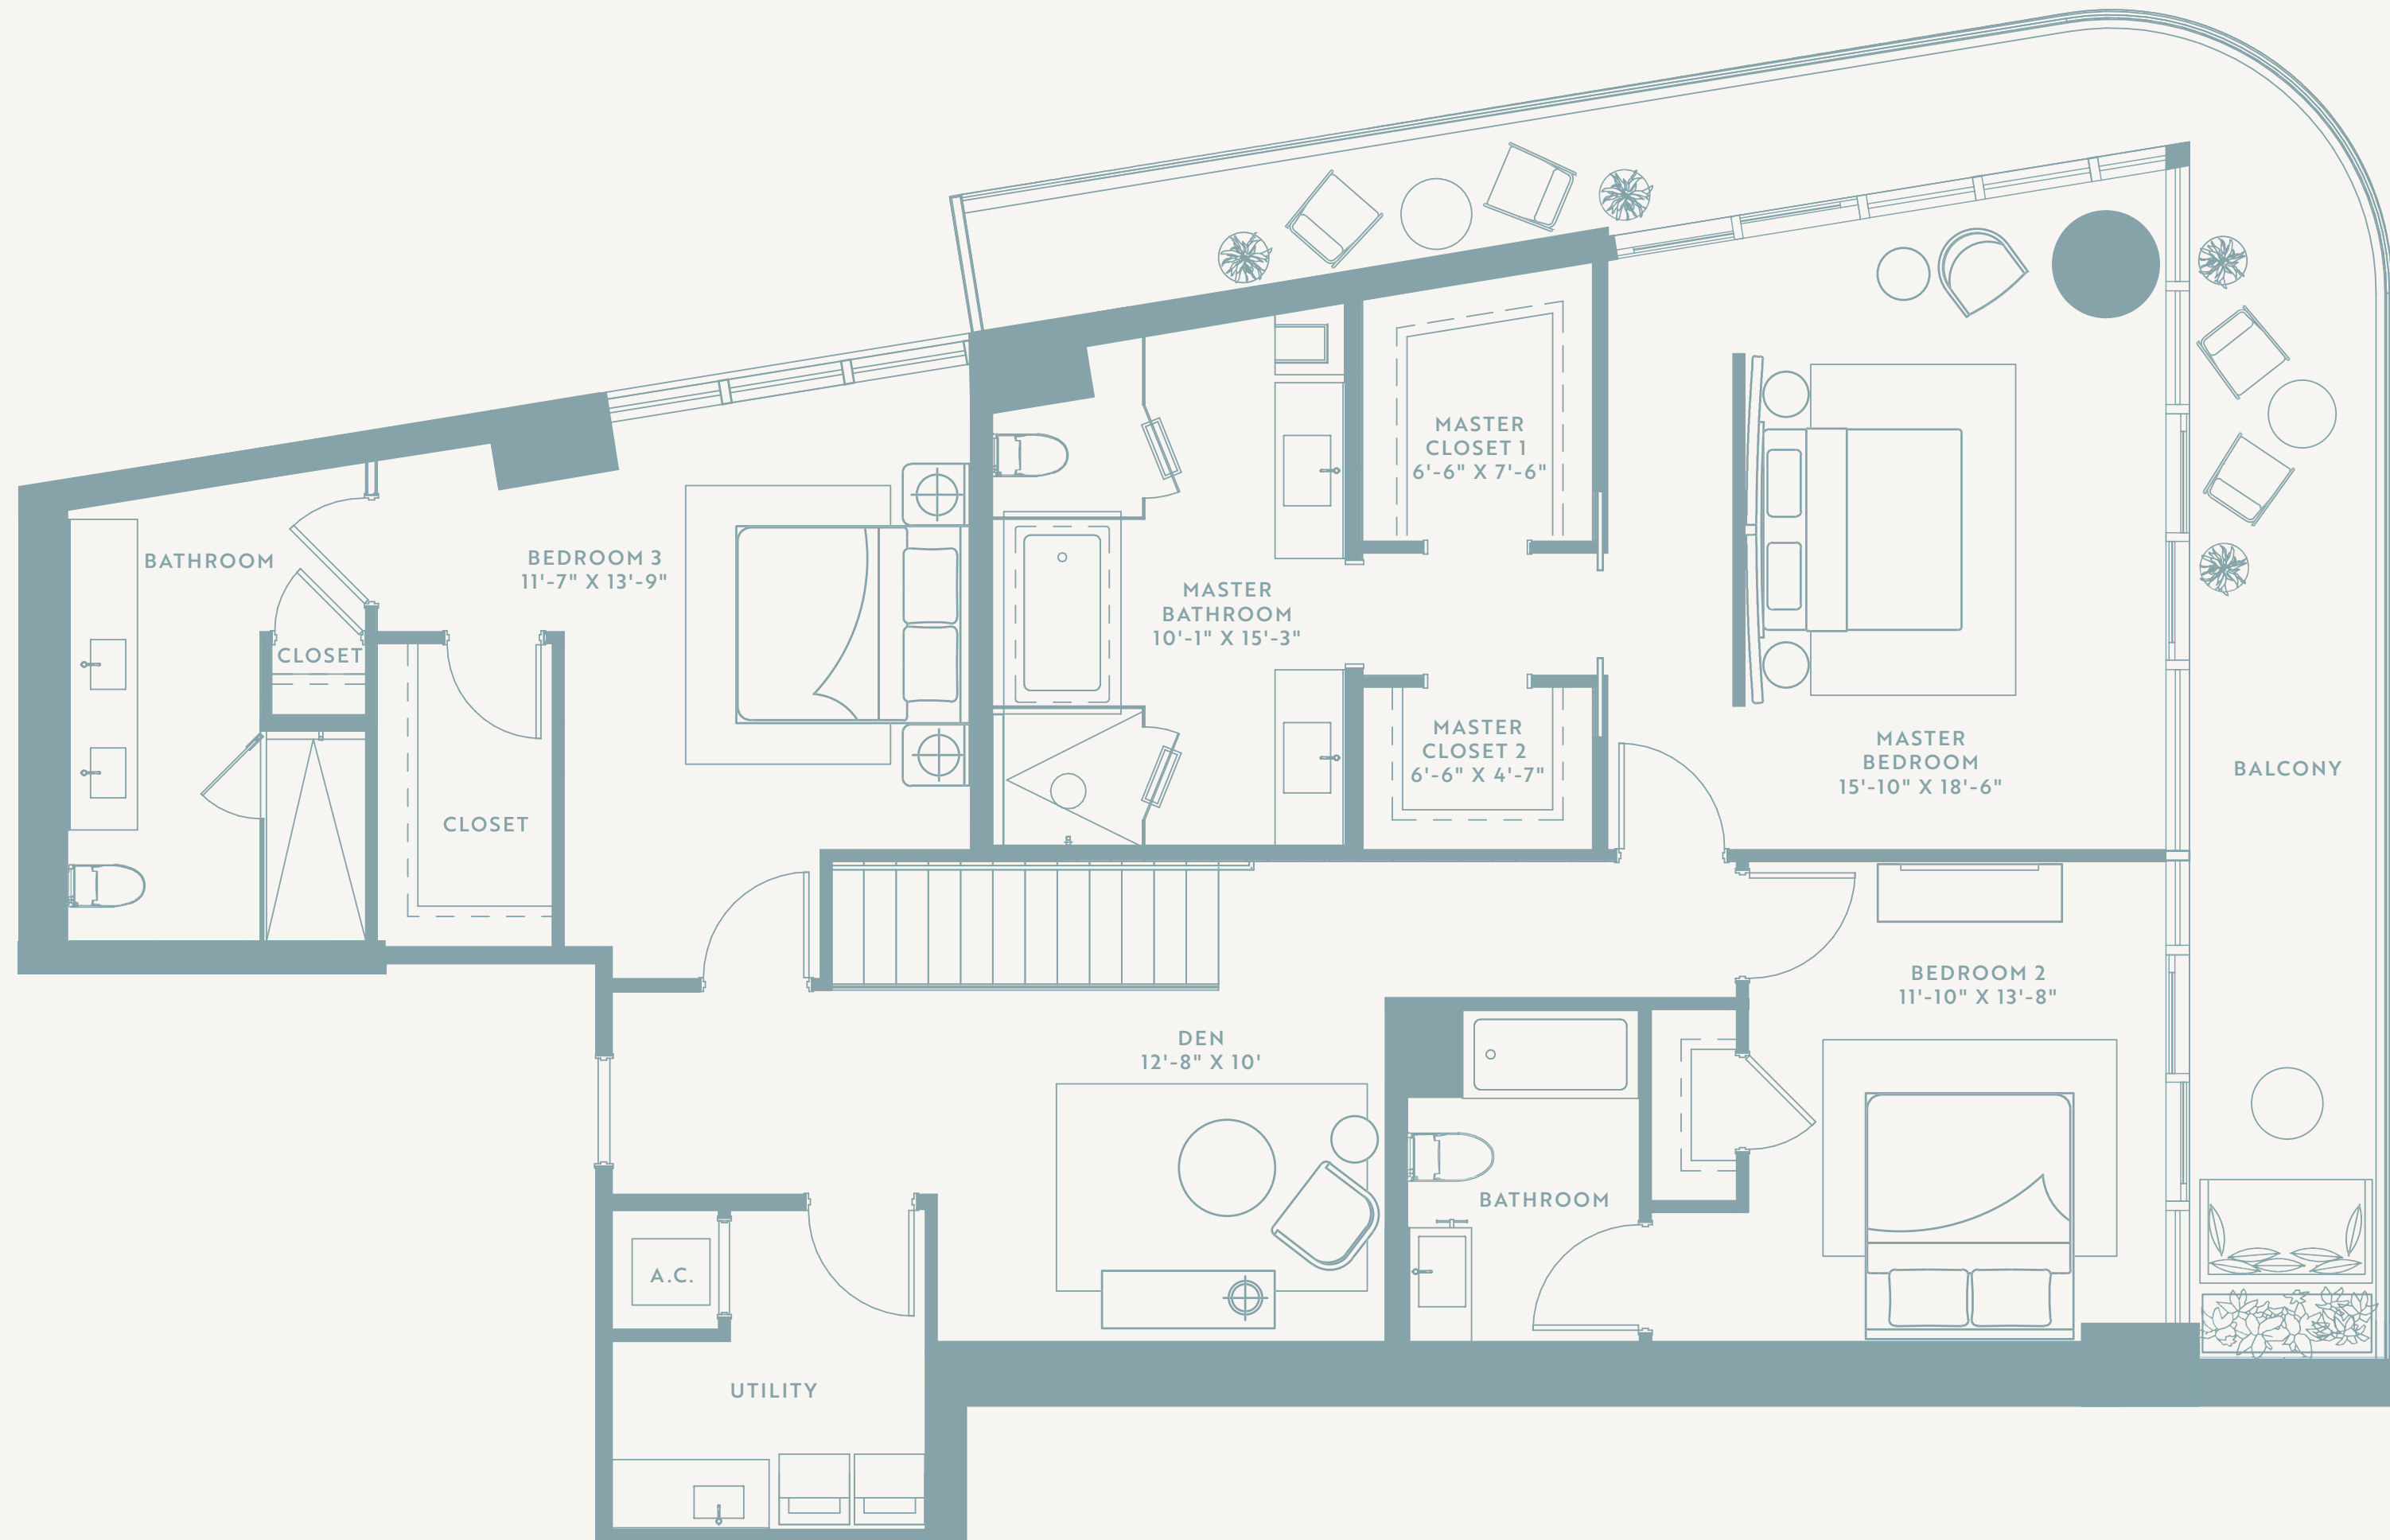 MASTER
CLOSET 1
6'-6" X 7'-6"
BATHROOM
BEDROOM 3
11'-7" X 13'-9"
MASTER
BATHROOM
10'-1" X 15'-3"
CLOSET
MASTER
CLOSET 2
6'-6" X 4'-7"
MASTER
BEDROOM
15'-10" X 18'-6"
BALCONY
CLOSET
BEDROOM 2
11'-10" X 13'-8"
DEN
12'-8" X 10'
BATHROOM
A.C.
UTILITY